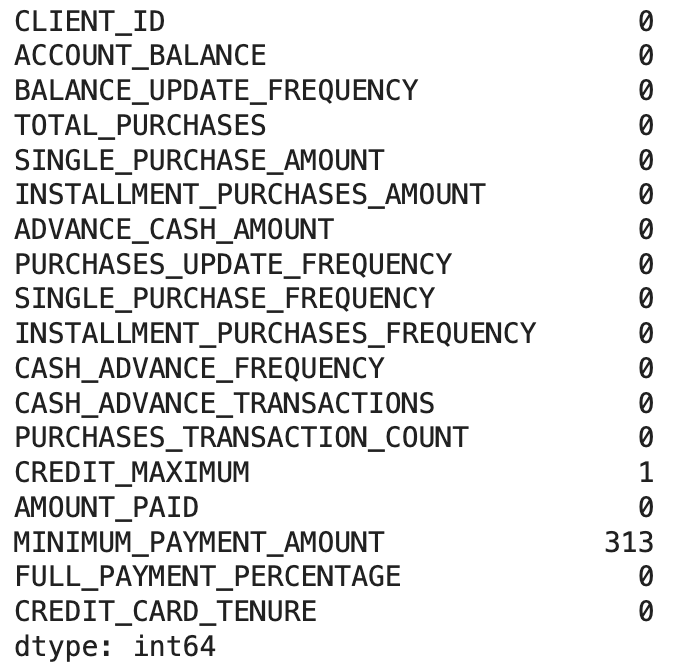 CLIENT_ID 0
ACCOUNT_BALANCE 0
BALANCE_UPDATE_FREQUENCY 0
TOTAL_PURCHASES 0
SINGLE_PURCHASE_AMOUNT 0
INSTALLMENT_PURCHASES_AMOUNT 0
ADVANCE_CASH_AMOUNT 0
PURCHASES_UPDATE_FREQUENCY 0
SINGLE_PURCHASE_FREQUENCY 0
INSTALLMENT_PURCHASES_FREQUENCY 0
CASH_ADVANCE_FREQUENCY 0
CASH_ADVANCE_TRANSACTIONS 0
PURCHASES_TRANSACTION_COUNT 0
CREDIT_MAXIMUM 1
AMOUNT_PAID 0
MINIMUM_PAYMENT_AMOUNT 313
FULL_PAYMENT_PERCENTAGE 0
CREDIT_CARD_TENURE 0
dtype: int64